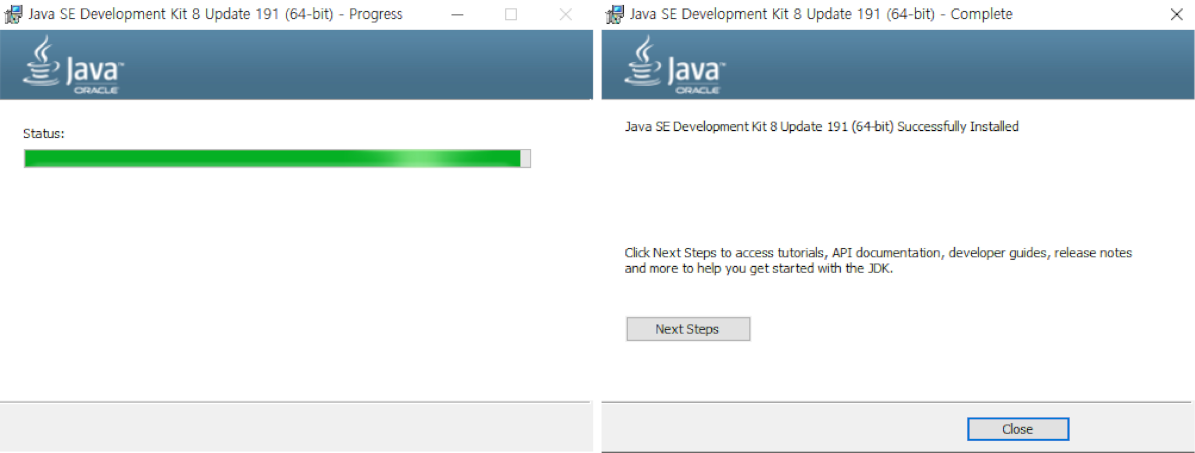 Java SE Development Kit 8 Update 191 (64-bit) - Progress
Java™
ORACLE
Status:
Java SE Development Kit 8 Update 191 (64-bit) - Complete
Java™
ORACLE
Java SE Development Kit 8 Update 191 (64-bit) Successfully Installed
Click Next Steps to access tutorials, API documentation, developer guides, release notes
and more to help you get started with the JDK.
Next Steps
Close